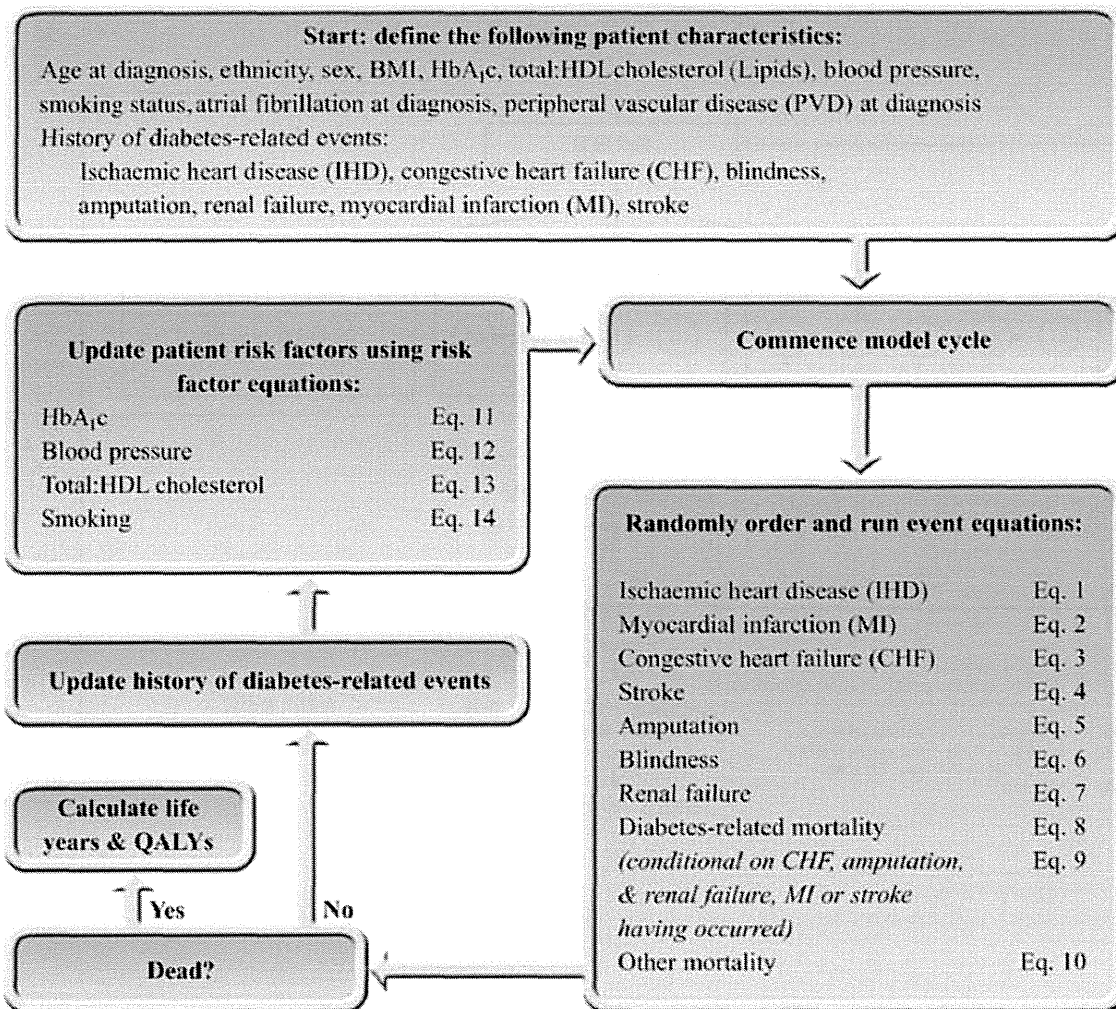 Start: define the following patient characteristics:
Age at diagnosis, ethnicity, sex, BMI, HbA₁c, total:HDL cholesterol (Lipids), blood pressure,
smoking status, atrial fibrillation at diagnosis, peripheral vascular disease (PVD) at diagnosis
History of diabetes-related events:
Ischaemic heart disease (IHD), congestive heart failure (CHF), blindness,
amputation, renal failure, myocardial infarction (MI), stroke
Commence model cycle
Randomly order and run event equations:
Ischaemic heart disease (IHD) Eq. 1
Myocardial infarction (MI) Eq. 2
Congestive heart failure (CHF) Eq. 3
Stroke Eq. 4
Amputation Eq. 5
Blindness Eq. 6
Renal failure Eq. 7
Diabetes-related mortality Eq. 8
(conditional on CHF, amputation, Eq. 9
& renal failure, MI or stroke
having occurred)
Other mortality Eq. 10
Dead?
Yes
No
Calculate life
years & QALYs
Update history of diabetes-related events
Update patient risk factors using risk
factor equations:
HbA₁c Eq. 11
Blood pressure Eq. 12
Total:HDL cholesterol Eq. 13
Smoking Eq. 14